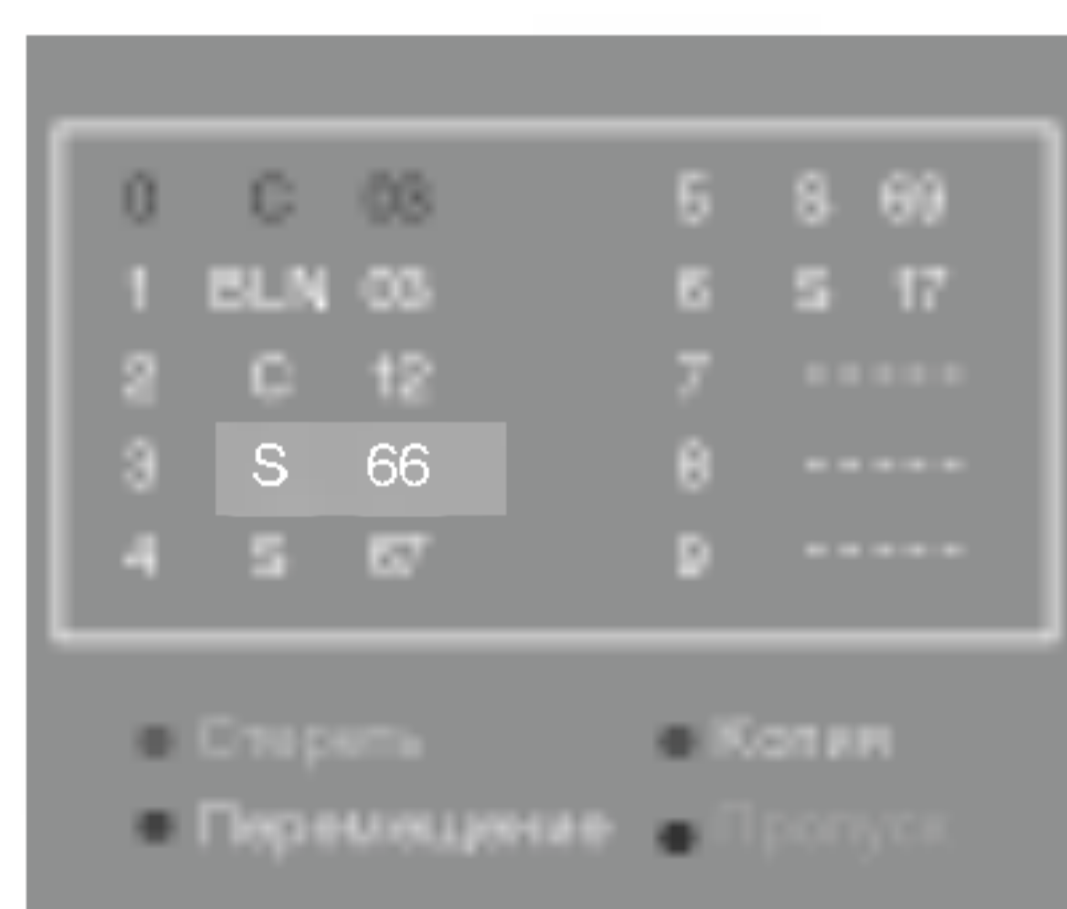 0 C 03
1 BLN 03
2 C 12
3 S 66
4 S 67
5 S 69
6 S 17
7 -----
8 -----
9 -----
Стереть
Копия
Перемещение
Пропуск